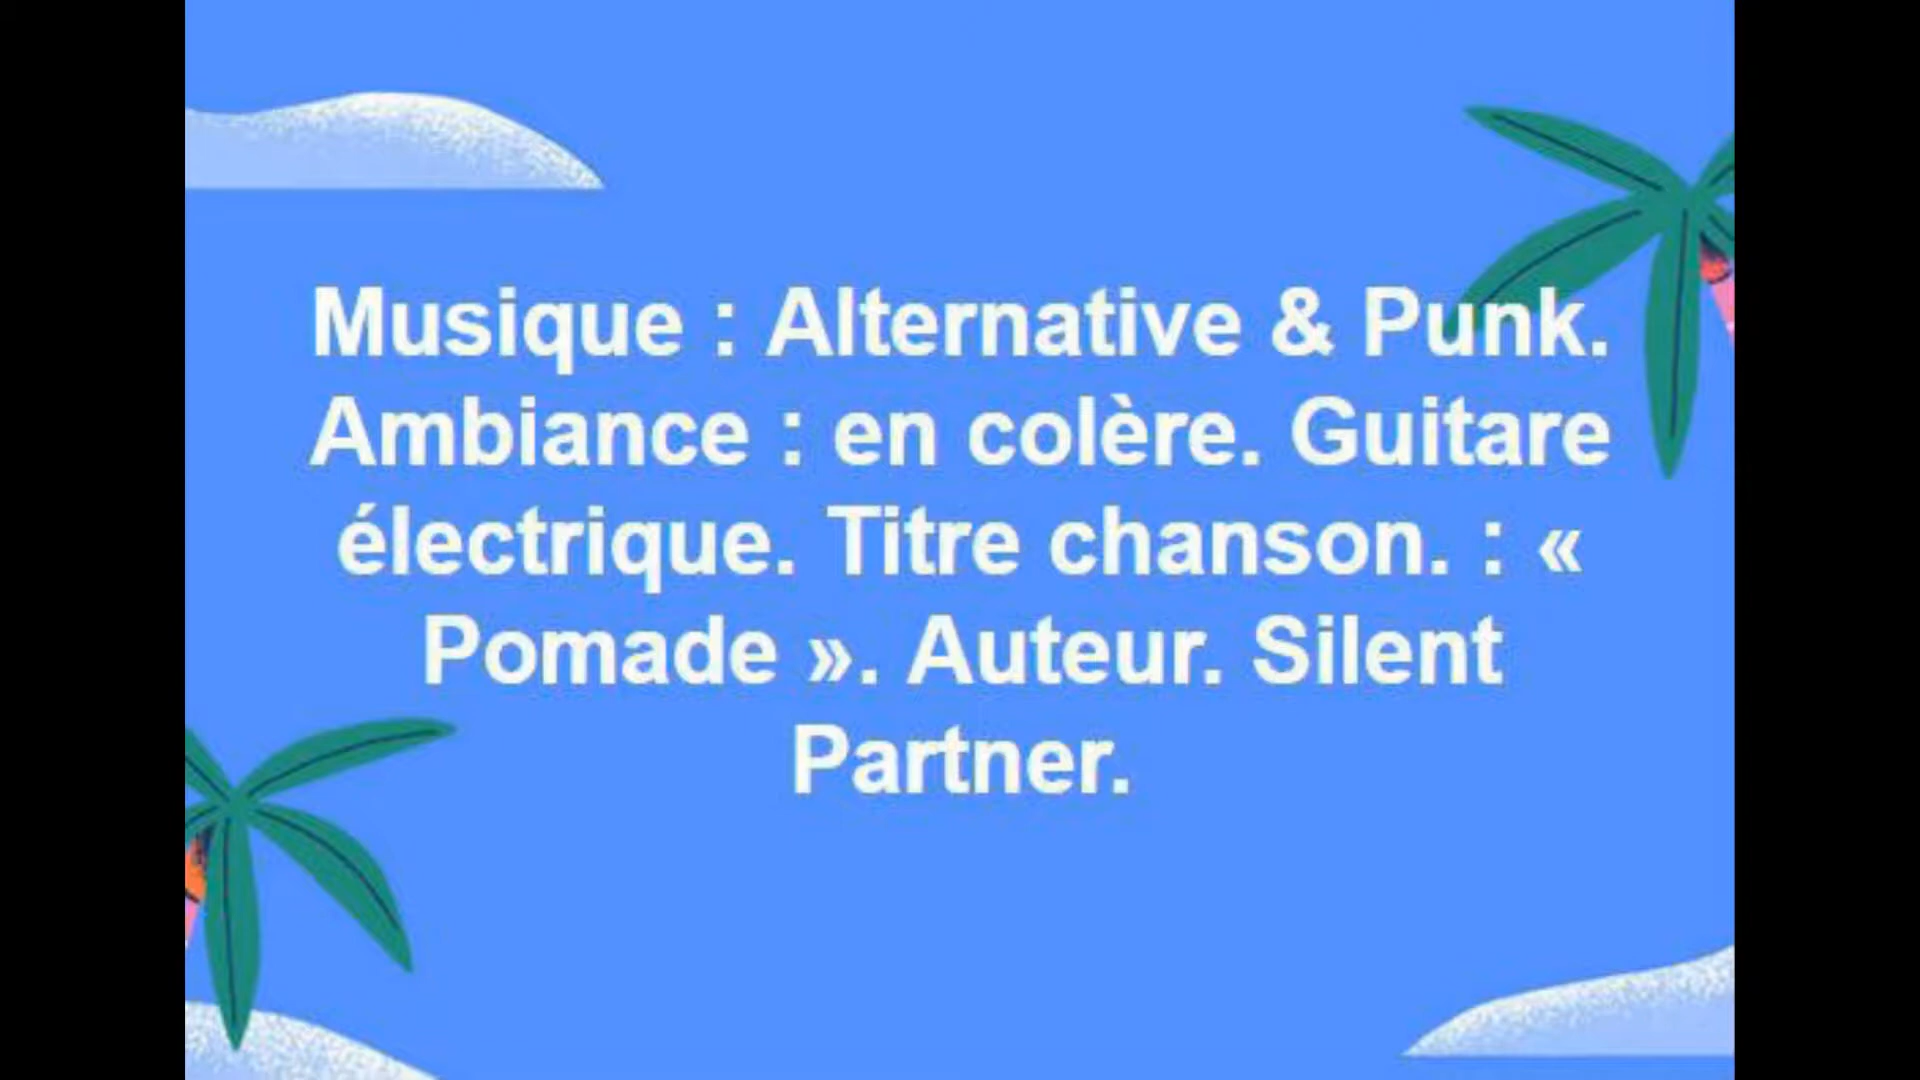 Musique : Alternative & Punk.
Ambiance : en colère. Guitare
électrique. Titre chanson. : «
Pomade ». Auteur. Silent
Partner.